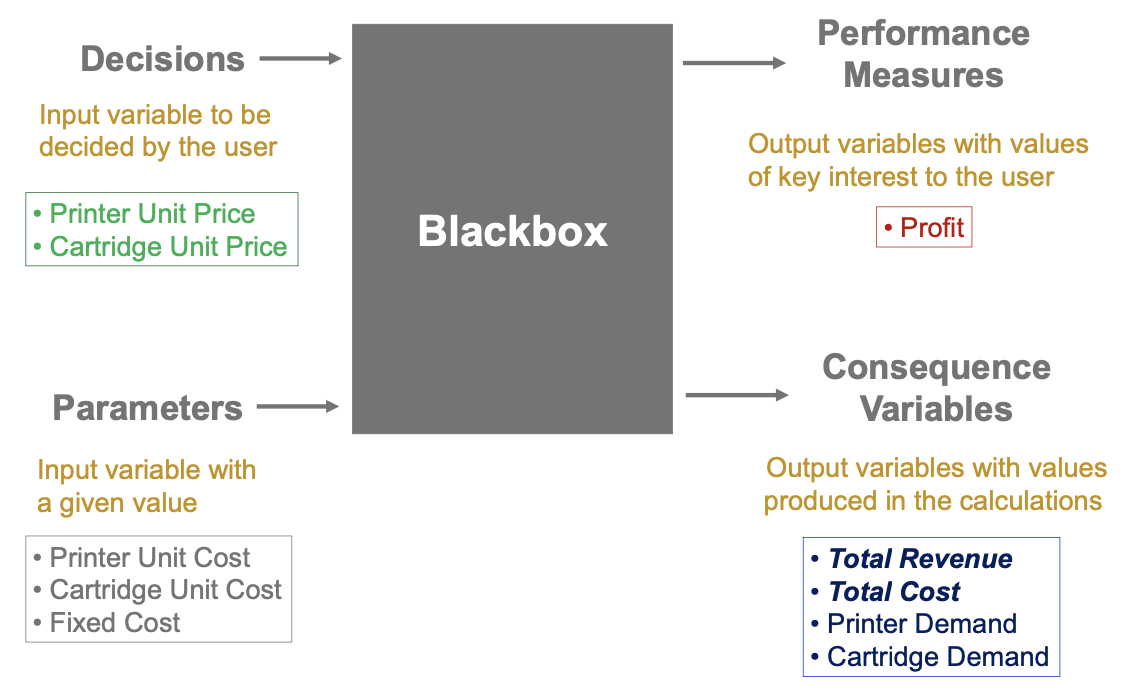 Decisions
Input variable to be
decided by the user
• Printer Unit Price
• Cartridge Unit Price
Parameters
Input variable with
a given value
• Printer Unit Cost
• Cartridge Unit Cost
• Fixed Cost
Blackbox
Performance
Measures
Output variables with values
of key interest to the user
• Profit
Consequence
Variables
Output variables with values
produced in the calculations
• Total Revenue
• Total Cost
• Printer Demand
• Cartridge Demand